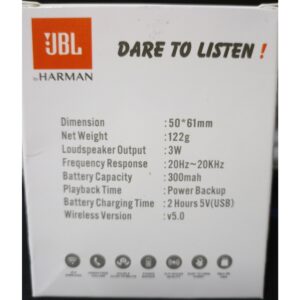 JBL
by HARMAN
DARE TO LISTEN !
Dimension : 50*61mm
Net Weight : 122g
Loudspeaker Output : 3W
Frequency Response : 20Hz~20KHz
Battery Capacity : 300mah
Playback Time : Power Backup
Battery Charging Time : 2 Hours 5V(USB)
Wireless Version : v5.0